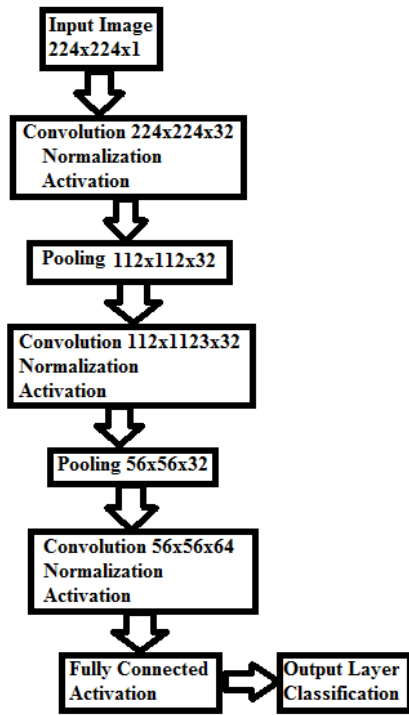 Input Image
224x224x1
Convolution 224x224x32
Normalization
Activation
Pooling 112x112x32
Convolution 112x1123x32
Normalization
Activation
Pooling 56x56x32
Convolution 56x56x64
Normalization
Activation
Fully Connected
Activation
Output Layer
Classification